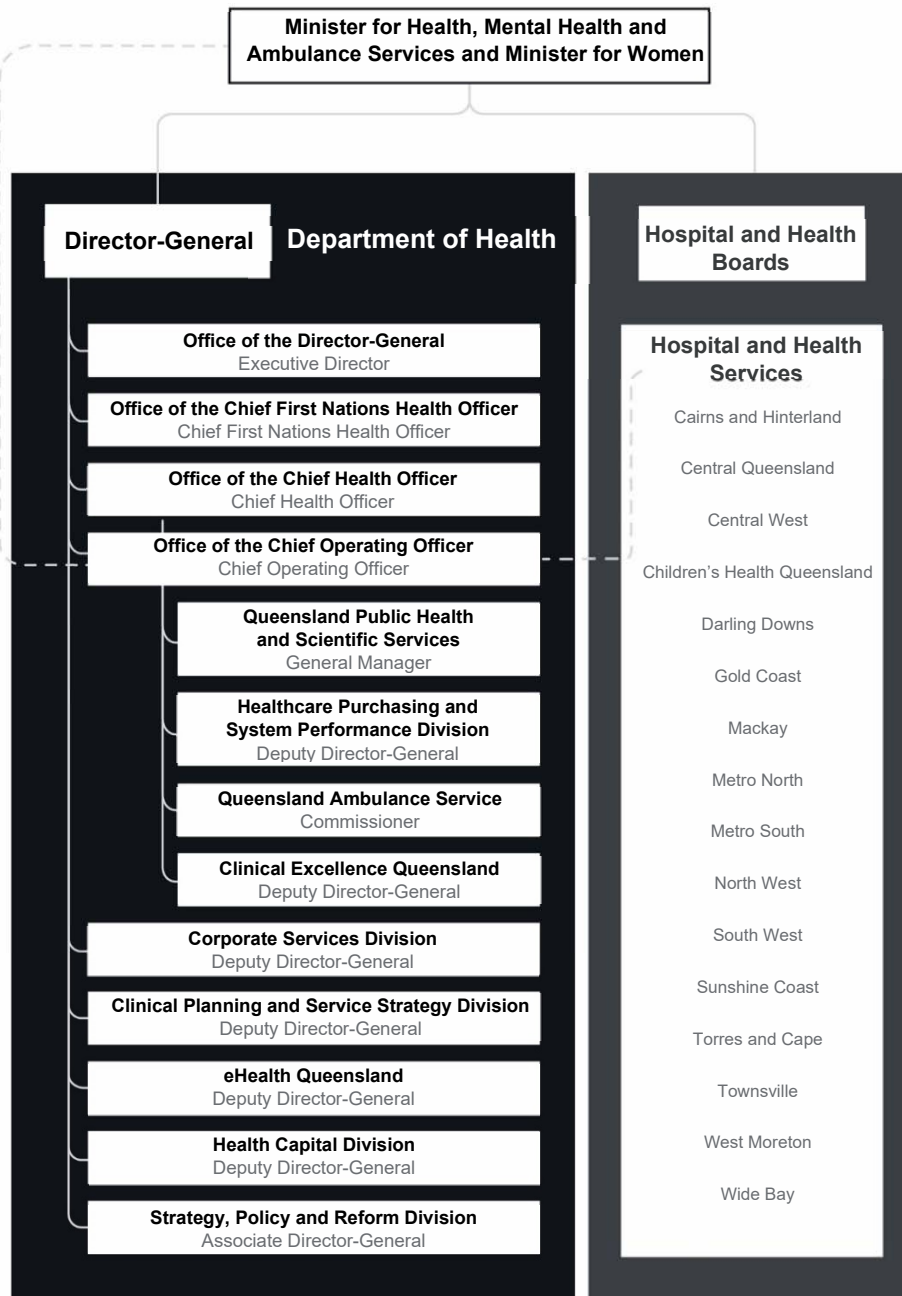 Minister for Health, Mental Health and
Ambulance Services and Minister for Women
Director-General
Department of Health
Office of the Director-General
Executive Director
Office of the Chief First Nations Health Officer
Chief First Nations Health Officer
Office of the Chief Health Officer
Chief Health Officer
Office of the Chief Operating Officer
Chief Operating Officer
Queensland Public Health
and Scientific Services
General Manager
Healthcare Purchasing and
System Performance Division
Deputy Director-General
Queensland Ambulance Service
Commissioner
Clinical Excellence Queensland
Deputy Director-General
Corporate Services Division
Deputy Director-General
Clinical Planning and Service Strategy Division
Deputy Director-General
eHealth Queensland
Deputy Director-General
Health Capital Division
Deputy Director-General
Strategy, Policy and Reform Division
Associate Director-General
Hospital and Health
Boards
Hospital and Health
Services
Cairns and Hinterland
Central Queensland
Central West
Children’s Health Queensland
Darling Downs
Gold Coast
Mackay
Metro North
Metro South
North West
South West
Sunshine Coast
Torres and Cape
Townsville
West Moreton
Wide Bay